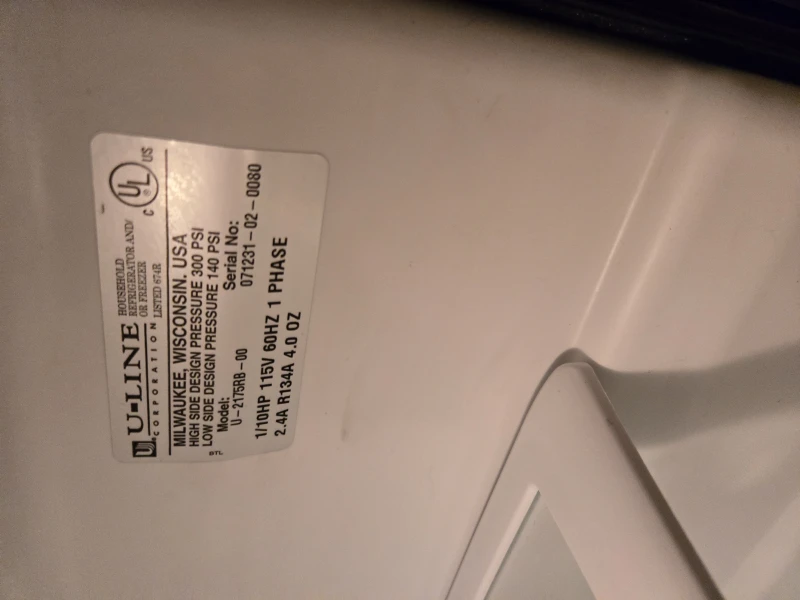 U-LINE
CORPORATION
HOUSEHOLD
REFRIGERATOR AND/
OR FREEZER
LISTED 674R
C UL ® US
MILWAUKEE, WISCONSIN. USA
HIGH SIDE DESIGN PRESSURE 300 PSI
LOW SIDE DESIGN PRESSURE 140 PSI
Model: Serial No:
U-2175RB-00 071231-02-0080
1/10HP 115V 60HZ 1 PHASE
2.4A R134A 4.0 OZ